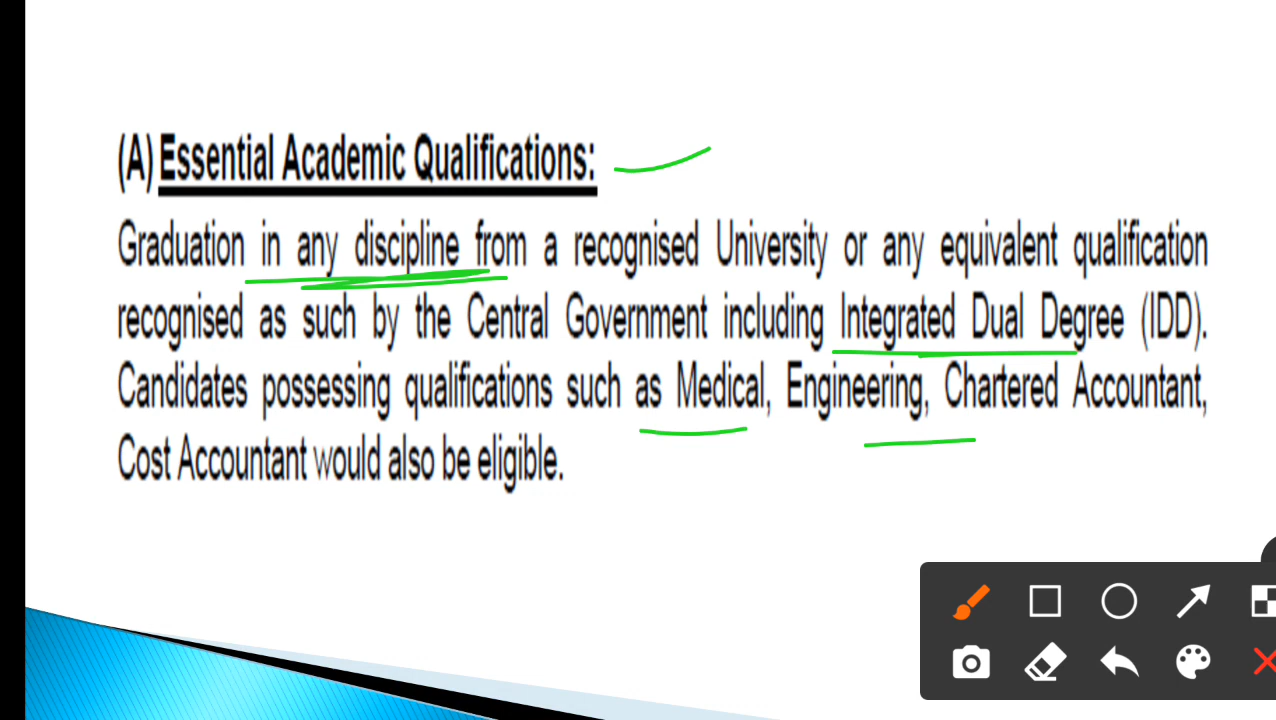 (A) Essential Academic Qualifications:
Graduation in any discipline from a recognised University or any equivalent qualification
recognised as such by the Central Government including Integrated Dual Degree (IDD).
Candidates possessing qualifications such as Medical, Engineering, Chartered Accountant,
Cost Accountant would also be eligible.